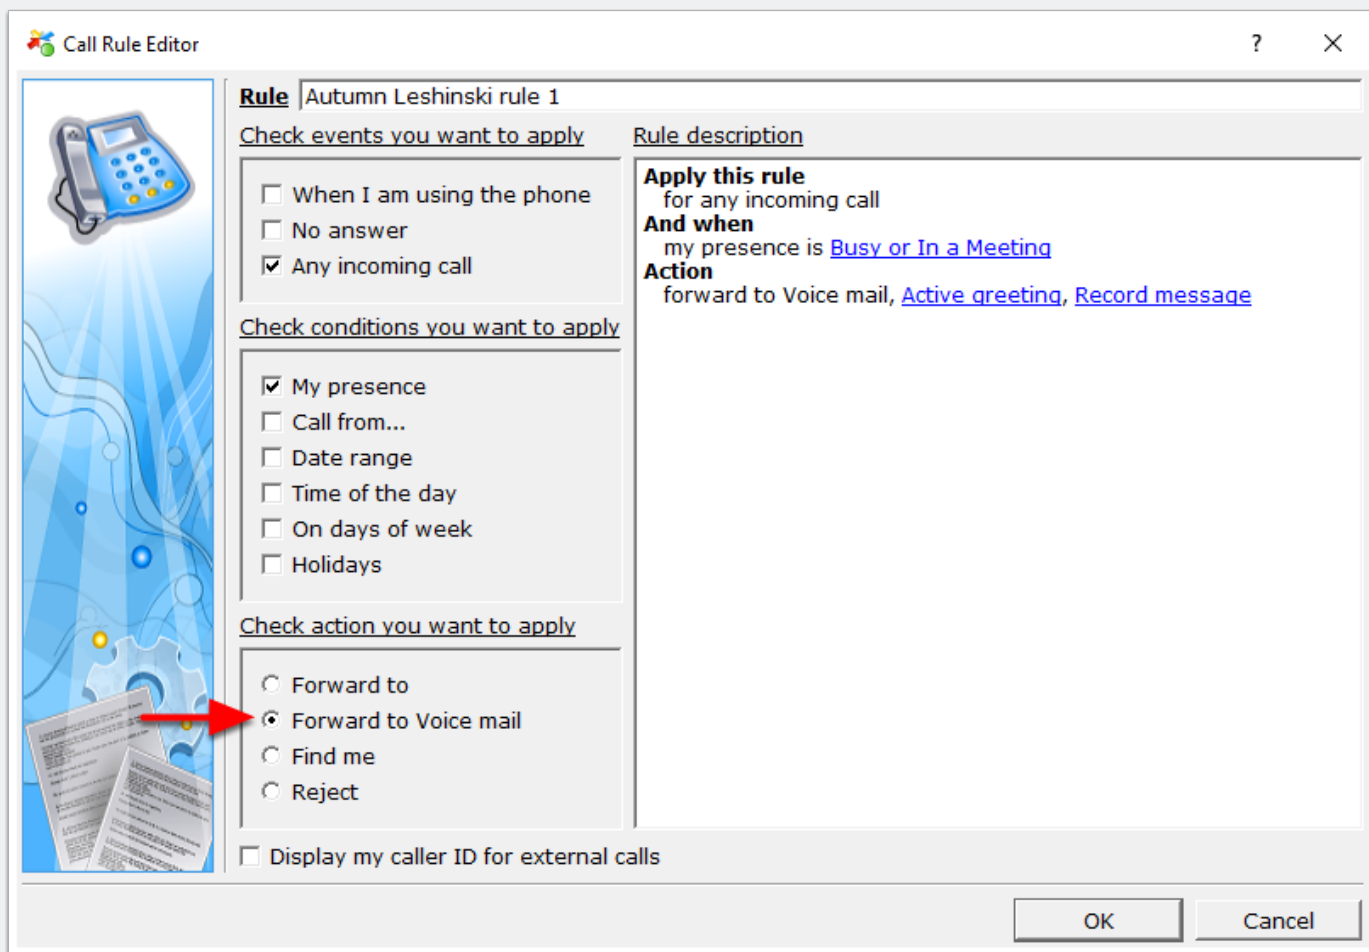 Call Rule Editor
?
Rule Autumn Leshinski rule 1
Check events you want to apply
When I am using the phone
No answer
Any incoming call
Check conditions you want to apply
My presence
Call from...
Date range
Time of the day
On days of week
Holidays
Check action you want to apply
Forward to
Forward to Voice mail
Find me
Reject
Display my caller ID for external calls
Rule description
Apply this rule
for any incoming call
And when
my presence is Busy or In a Meeting
Action
forward to Voice mail, Active greeting, Record message
OK
Cancel